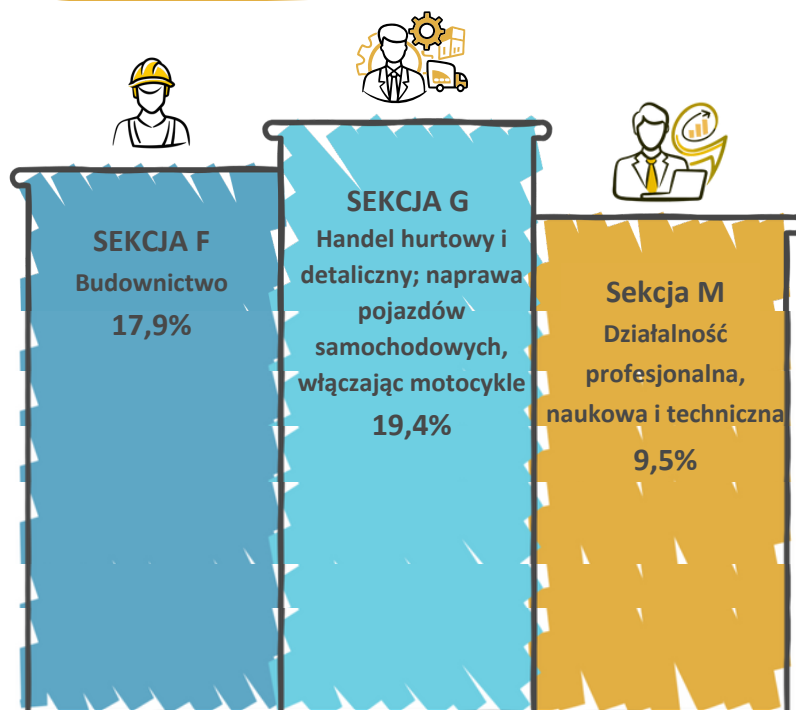 SEKCJA F
Budownictwo
17,9%
SEKCJA G
Handel hurtowy i
detaliczny; naprawa
pojazdów
samochodowych,
włączając motocykle
19,4%
Sekcja M
Działalność
profesjonalna,
naukowa i techniczna
9,5%